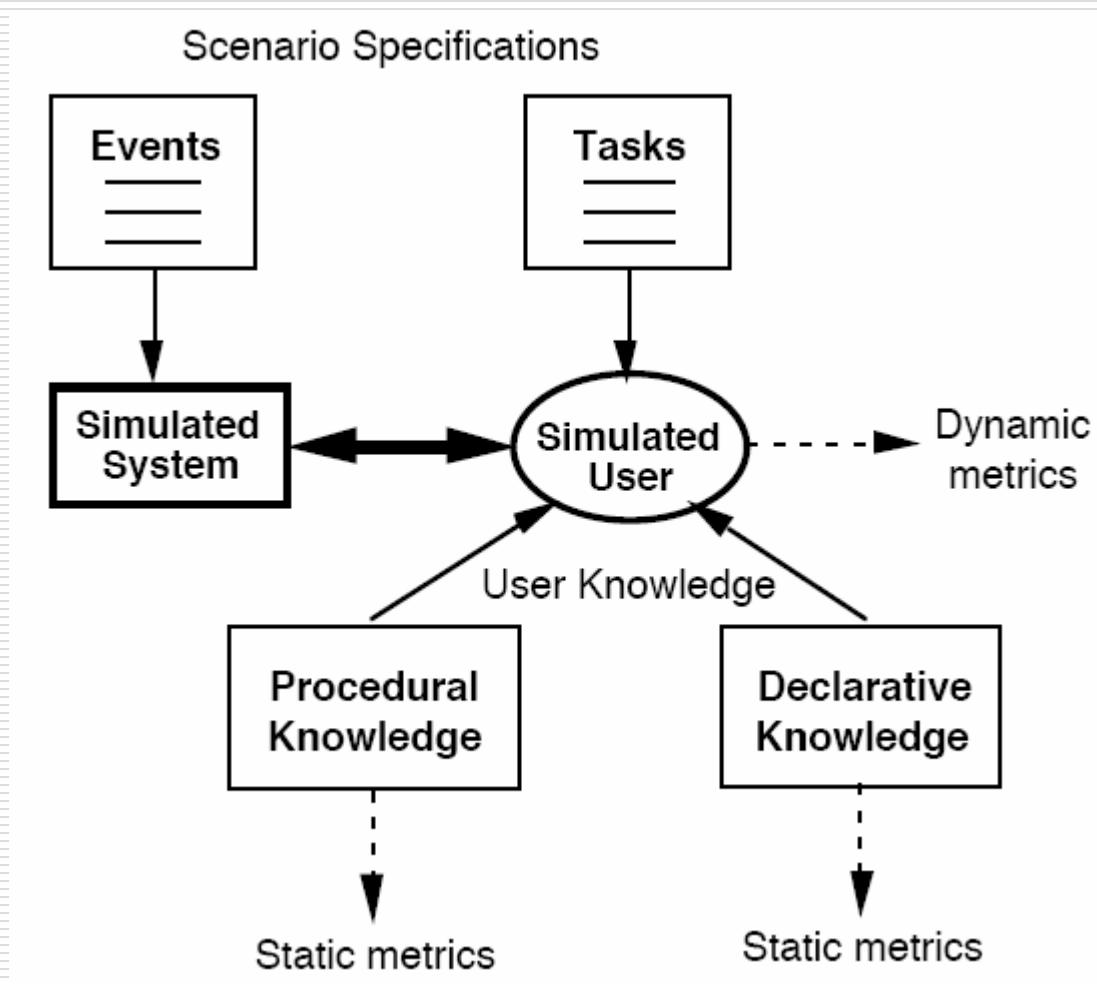 Scenario Specifications
Events
Tasks
Simulated
System
Simulated
User
Dynamic
metrics
User Knowledge
Procedural
Knowledge
Declarative
Knowledge
Static metrics
Static metrics